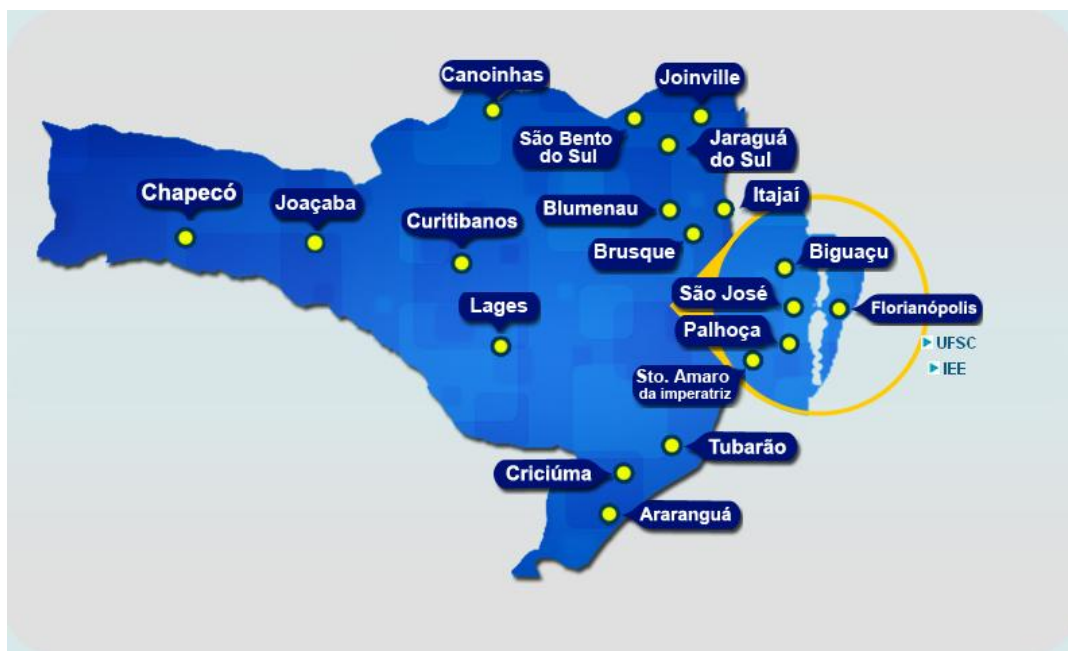 Canoinhas
Joinville
São Bento
do Sul
Jaraguá
do Sul
Chapecó
Joaçaba
Curitibanos
Blumenau
Itajaí
Brusque
Biguaçu
São José
Florianópolis
Lages
Palhoça
UFSC
IEE
Sto. Amaro
da imperatriz
Tubarão
Criciúma
Araranguá